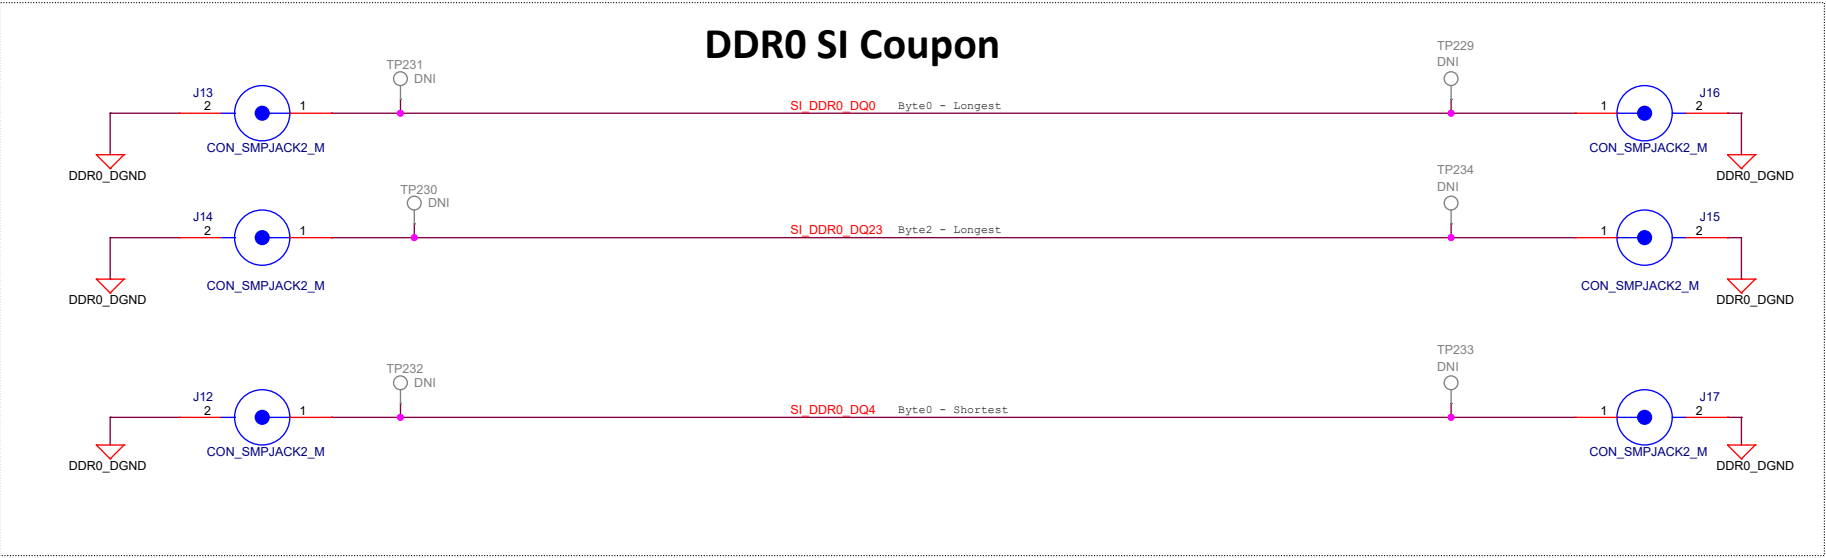 DDR0 SI Coupon
TP231
DNI
TP229
DNI
J13
2
1
SI_DDR0_DQ0 Byte0 - Longest
1
J16
2
CON_SMPJACK2_M
CON_SMPJACK2_M
DDR0_DGND
DDR0_DGND
TP230
DNI
TP234
DNI
J14
2
1
SI_DDR0_DQ23 Byte2 - Longest
1
J15
2
CON_SMPJACK2_M
CON_SMPJACK2_M
DDR0_DGND
DDR0_DGND
TP232
DNI
TP233
DNI
J12
2
1
SI_DDR0_DQ4 Byte0 - Shortest
1
J17
2
CON_SMPJACK2_M
CON_SMPJACK2_M
DDR0_DGND
DDR0_DGND